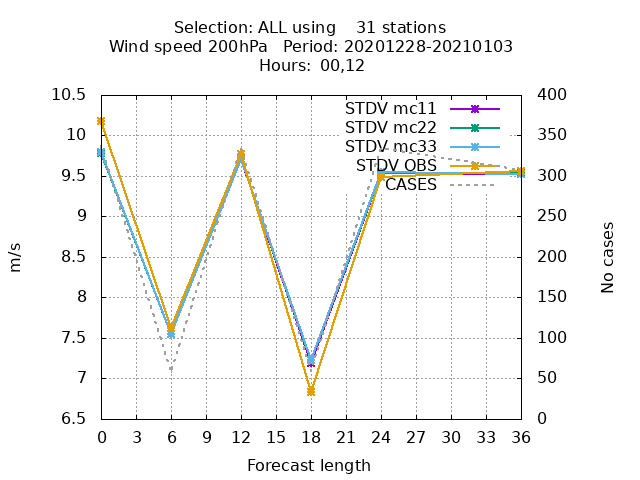 Selection: ALL using    31 stations
Wind speed 200hPa   Period: 20201228-20210103
Hours:  00,12
10.5
10
9.5
9
8.5
8
7.5
7
6.5
m/s
400
350
300
250
200
150
100
50
0
No cases
STDV mc11
STDV mc22
STDV mc33
STDV OBS
CASES
0 3 6 9 12 15 18 21 24 27 30 33 36
Forecast length